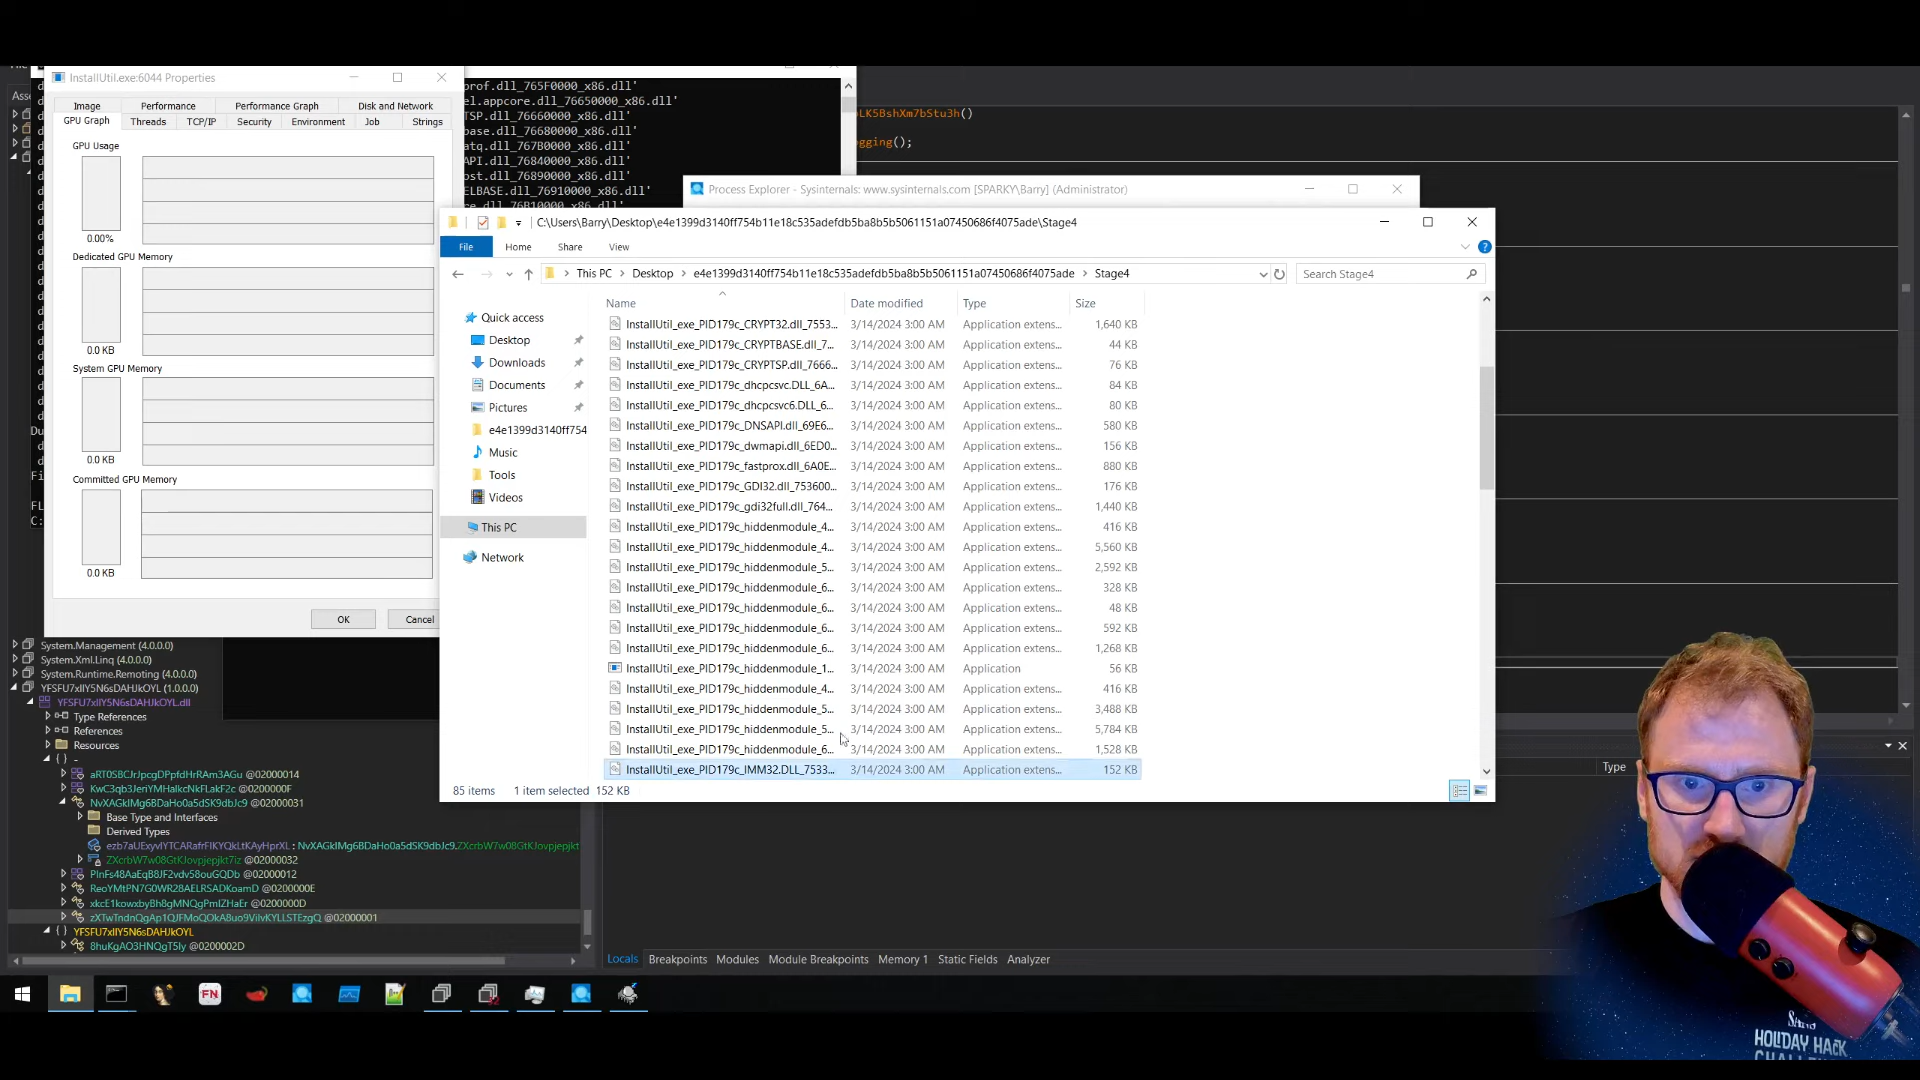 InstallUtil.exe:6044 Properties
Image
Performance
Performance Graph
Disk and Network
GPU Graph
Threads
TCP/IP
Security
Environment
Job
Strings
GPU Usage
0.00%
Dedicated GPU Memory
0.0 KB
System GPU Memory
0.0 KB
Committed GPU Memory
0.0 KB
OK
Cancel
prof.dll_765F0000_x86.dll'
el.appcore.dll_76650000_x86.dll'
TSP.dll_76660000_x86.dll'
base.dll_76680000_x86.dll'
atq.dll_767B0000_x86.dll'
API.dll_76840000_x86.dll'
ost.dll_76890000_x86.dll'
ELBASE.dll_76910000_x86.dll'
LK5BshXm7bStu3h()
gging();
Process Explorer - Sysinternals: www.sysinternals.com [SPARKY\Barry] (Administrator)
C:\Users\Barry\Desktop\e4e1399d3140ff754b11e18c535adefdb5ba8b5b5061151a07450686f4075ade\Stage4
File
Home
Share
View
This PC
Desktop
e4e1399d3140ff754b11e18c535adefdb5ba8b5b5061151a07450686f4075ade
Stage4
Search Stage4
Quick access
Desktop
Downloads
Documents
Pictures
e4e1399d3140ff754
Music
Tools
Videos
This PC
Network
Name Date modified Type Size
InstallUtil_exe_PID179c_CRYPT32.dll_7553... 3/14/2024 3:00 AM Application extens... 1,640 KB
InstallUtil_exe_PID179c_CRYPTBASE.dll_7... 3/14/2024 3:00 AM Application extens... 44 KB
InstallUtil_exe_PID179c_CRYPTSP.dll_7666... 3/14/2024 3:00 AM Application extens... 76 KB
InstallUtil_exe_PID179c_dhcpcsvc.DLL_6A... 3/14/2024 3:00 AM Application extens... 84 KB
InstallUtil_exe_PID179c_dhcpcsvc6.DLL_6... 3/14/2024 3:00 AM Application extens... 80 KB
InstallUtil_exe_PID179c_DNSAPI.dll_69E6... 3/14/2024 3:00 AM Application extens... 580 KB
InstallUtil_exe_PID179c_dwmapi.dll_6ED0... 3/14/2024 3:00 AM Application extens... 156 KB
InstallUtil_exe_PID179c_fastprox.dll_6A0E... 3/14/2024 3:00 AM Application extens... 880 KB
InstallUtil_exe_PID179c_GDI32.dll_753600... 3/14/2024 3:00 AM Application extens... 176 KB
InstallUtil_exe_PID179c_gdi32full.dll_764... 3/14/2024 3:00 AM Application extens... 1,440 KB
InstallUtil_exe_PID179c_hiddenmodule_4... 3/14/2024 3:00 AM Application extens... 416 KB
InstallUtil_exe_PID179c_hiddenmodule_4... 3/14/2024 3:00 AM Application extens... 5,560 KB
InstallUtil_exe_PID179c_hiddenmodule_5... 3/14/2024 3:00 AM Application extens... 2,592 KB
InstallUtil_exe_PID179c_hiddenmodule_6... 3/14/2024 3:00 AM Application extens... 328 KB
InstallUtil_exe_PID179c_hiddenmodule_6... 3/14/2024 3:00 AM Application extens... 48 KB
InstallUtil_exe_PID179c_hiddenmodule_6... 3/14/2024 3:00 AM Application extens... 592 KB
InstallUtil_exe_PID179c_hiddenmodule_6... 3/14/2024 3:00 AM Application extens... 1,268 KB
InstallUtil_exe_PID179c_hiddenmodule_1... 3/14/2024 3:00 AM Application 56 KB
InstallUtil_exe_PID179c_hiddenmodule_4... 3/14/2024 3:00 AM Application extens... 416 KB
InstallUtil_exe_PID179c_hiddenmodule_5... 3/14/2024 3:00 AM Application extens... 3,488 KB
InstallUtil_exe_PID179c_hiddenmodule_5... 3/14/2024 3:00 AM Application extens... 5,784 KB
InstallUtil_exe_PID179c_hiddenmodule_6... 3/14/2024 3:00 AM Application extens... 1,528 KB
InstallUtil_exe_PID179c_IMM32.DLL_7533... 3/14/2024 3:00 AM Application extens... 152 KB
85 items 1 item selected 152 KB
System.Management (4.0.0.0)
System.Xml.Linq (4.0.0.0)
System.Runtime.Remoting (4.0.0.0)
Type References
References
Resources
{ } -
Base Type and Interfaces
Derived Types
Type
Locals
Breakpoints
Modules
Module Breakpoints
Memory 1
Static Fields
Analyzer
FN
HOLIDAY HACK